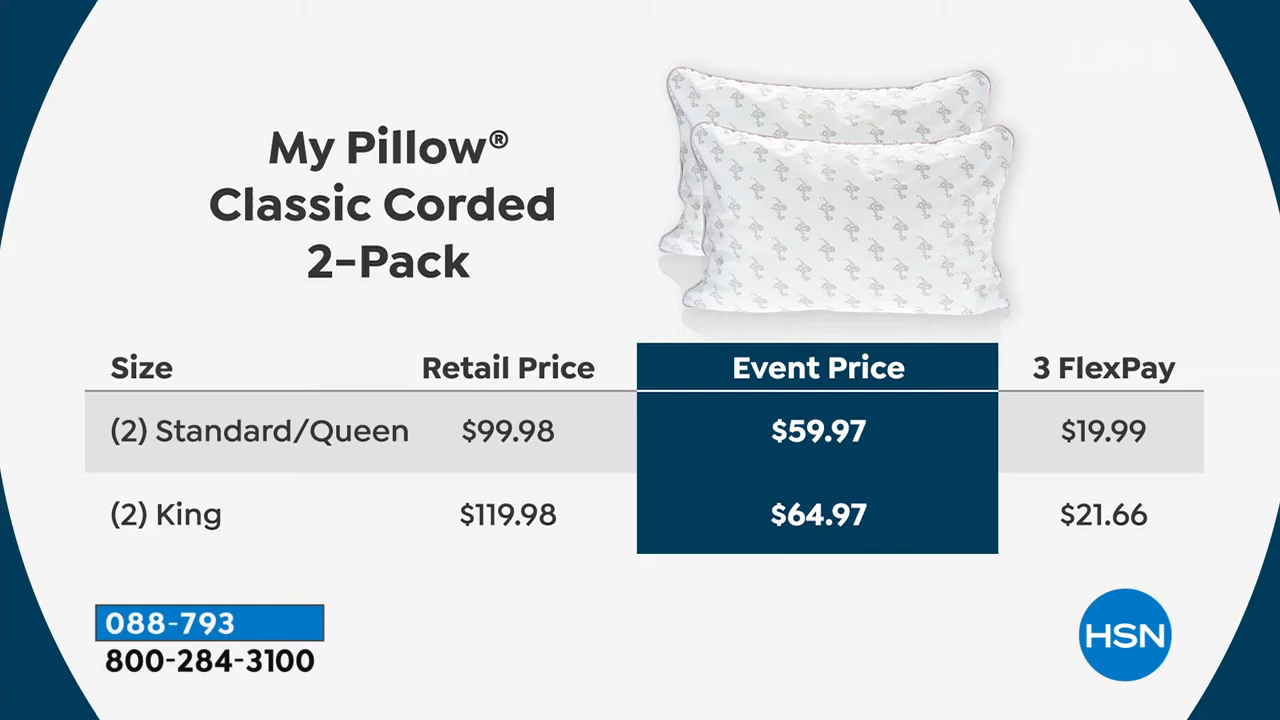 My Pillow®
Classic Corded
2-Pack
Size Retail Price Event Price 3 FlexPay
(2) Standard/Queen $99.98 $59.97 $19.99
(2) King $119.98 $64.97 $21.66
088-793
800-284-3100
HSN